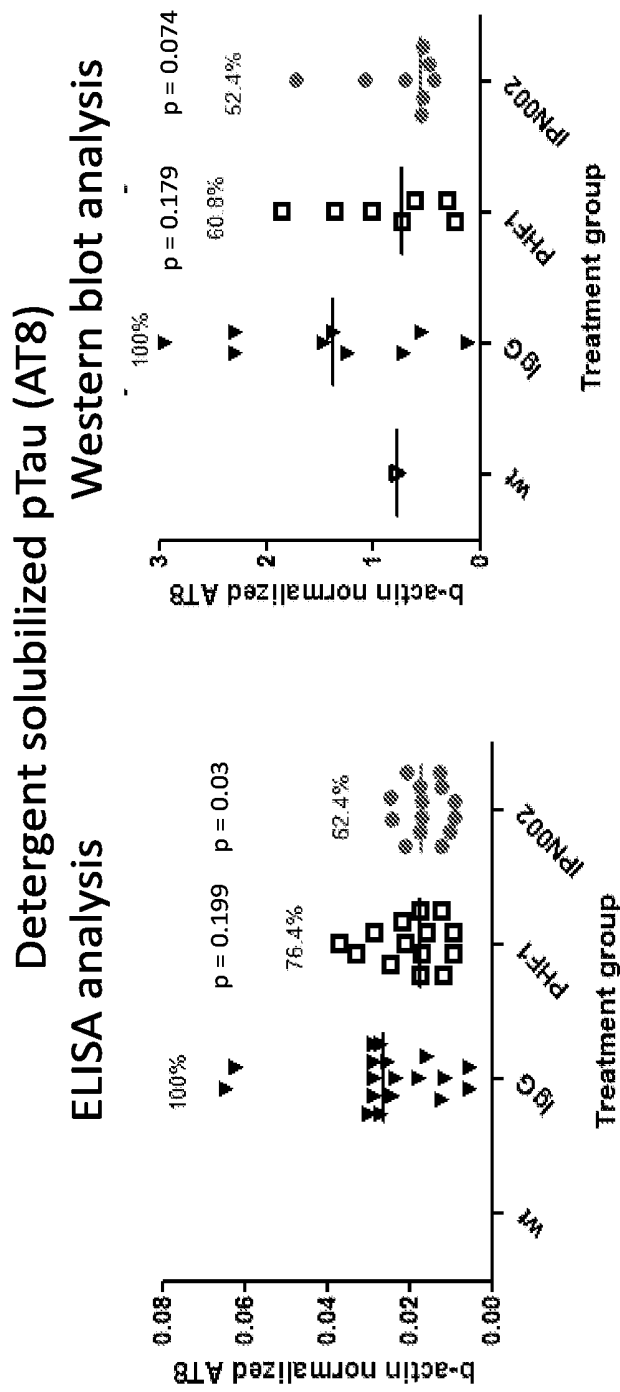 Detergent solubilized pTau (AT8)
ELISA analysis
b-actin normalized AT8
0.08
0.06
0.04
0.02
0.00
100%
p = 0.199
76.4%
p = 0.03
62.4%
wt
IgG
PHF1
IPN002
Treatment group
Western blot analysis
b-actin normalized AT8
3
2
1
0
100%
p = 0.179
60.8%
p = 0.074
52.4%
wt
IgG
PHF1
IPN002
Treatment group